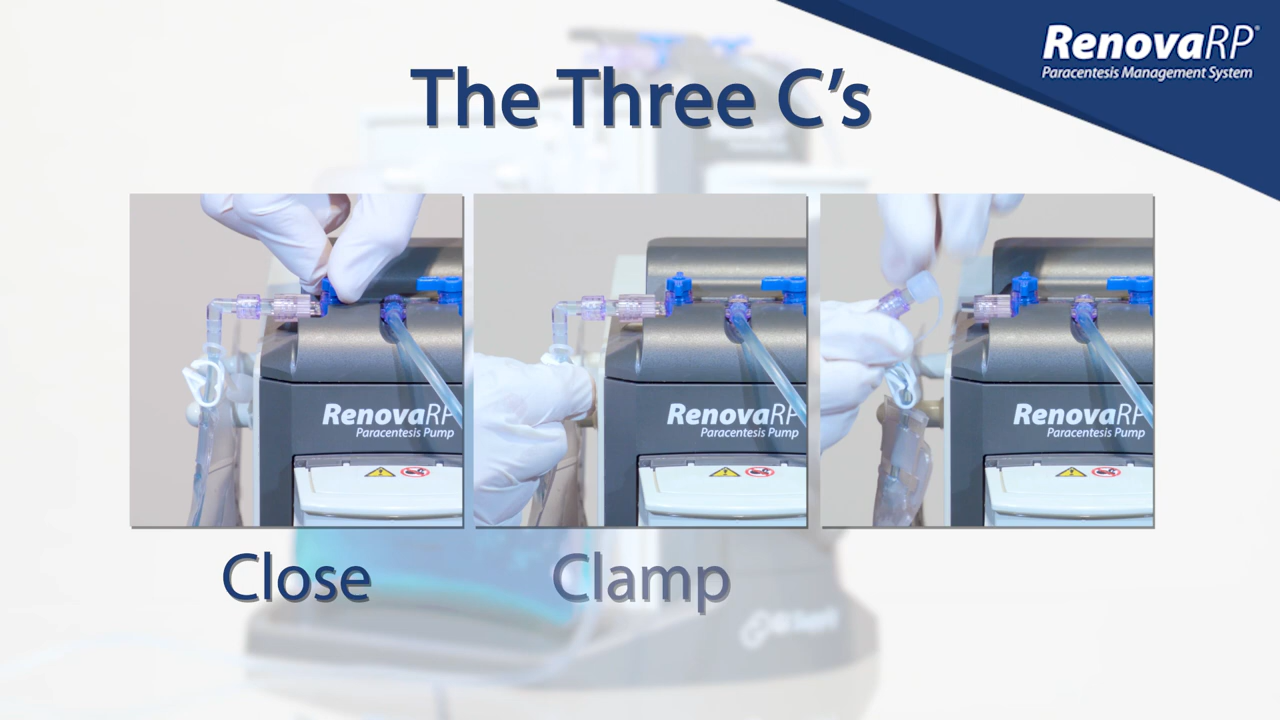 RenovaRP®
Paracentesis Management System
The Three C's
RenovaRP
Paracentesis Pump
RenovaRP
Paracentesis Pump
RenovaRP
Paracentesis Pump
Close
Clamp